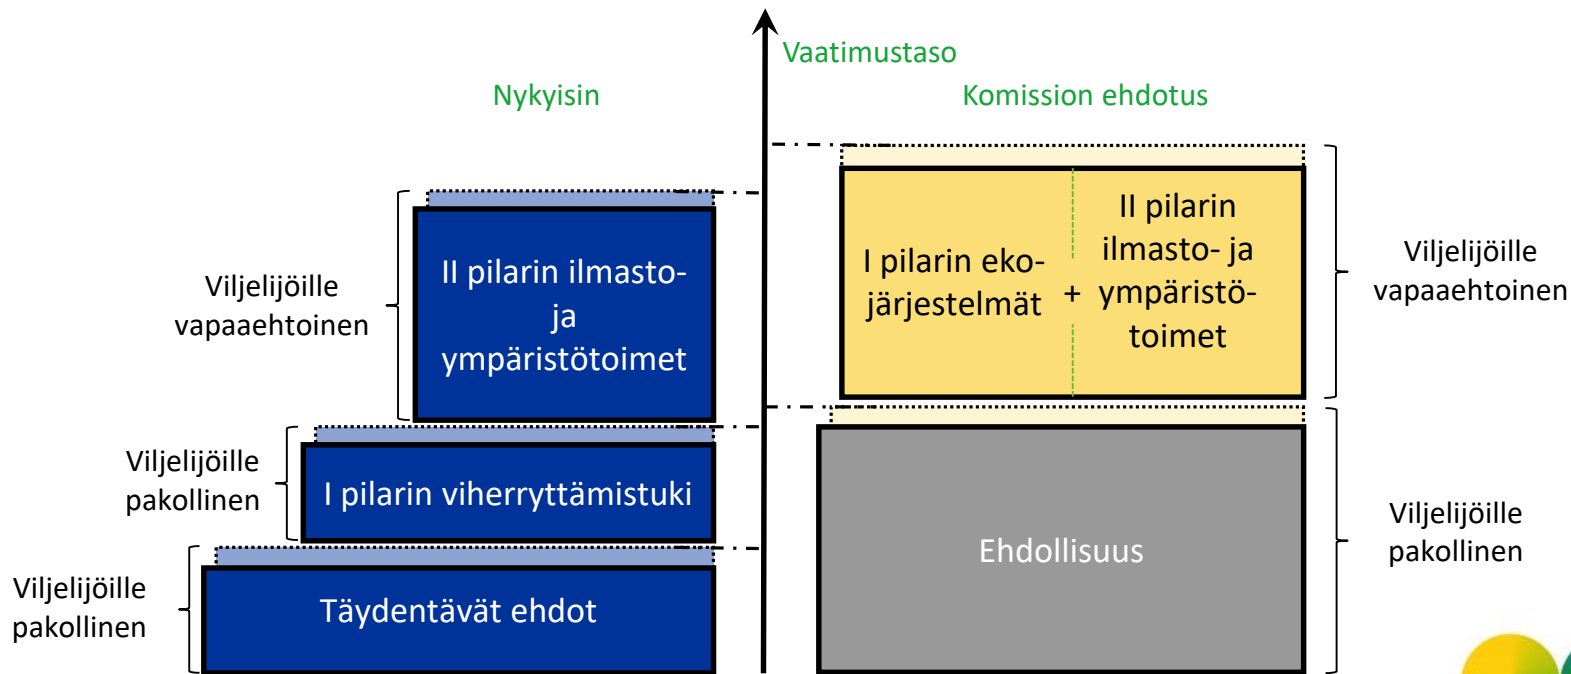 Vaatimustaso
Nykyisin
Komission ehdotus
Viljelijöille
vapaaehtoinen
II pilarin ilmasto-
ja
ympäristötoimet
Viljelijöille
pakollinen
I pilarin viherryttämistuki
Viljelijöille
pakollinen
Täydentävät ehdot
I pilarin eko-
järjestelmät
+
II pilarin
ilmasto- ja
ympäristö-
toimet
Viljelijöille
vapaaehtoinen
Ehdollisuus
Viljelijöille
pakollinen